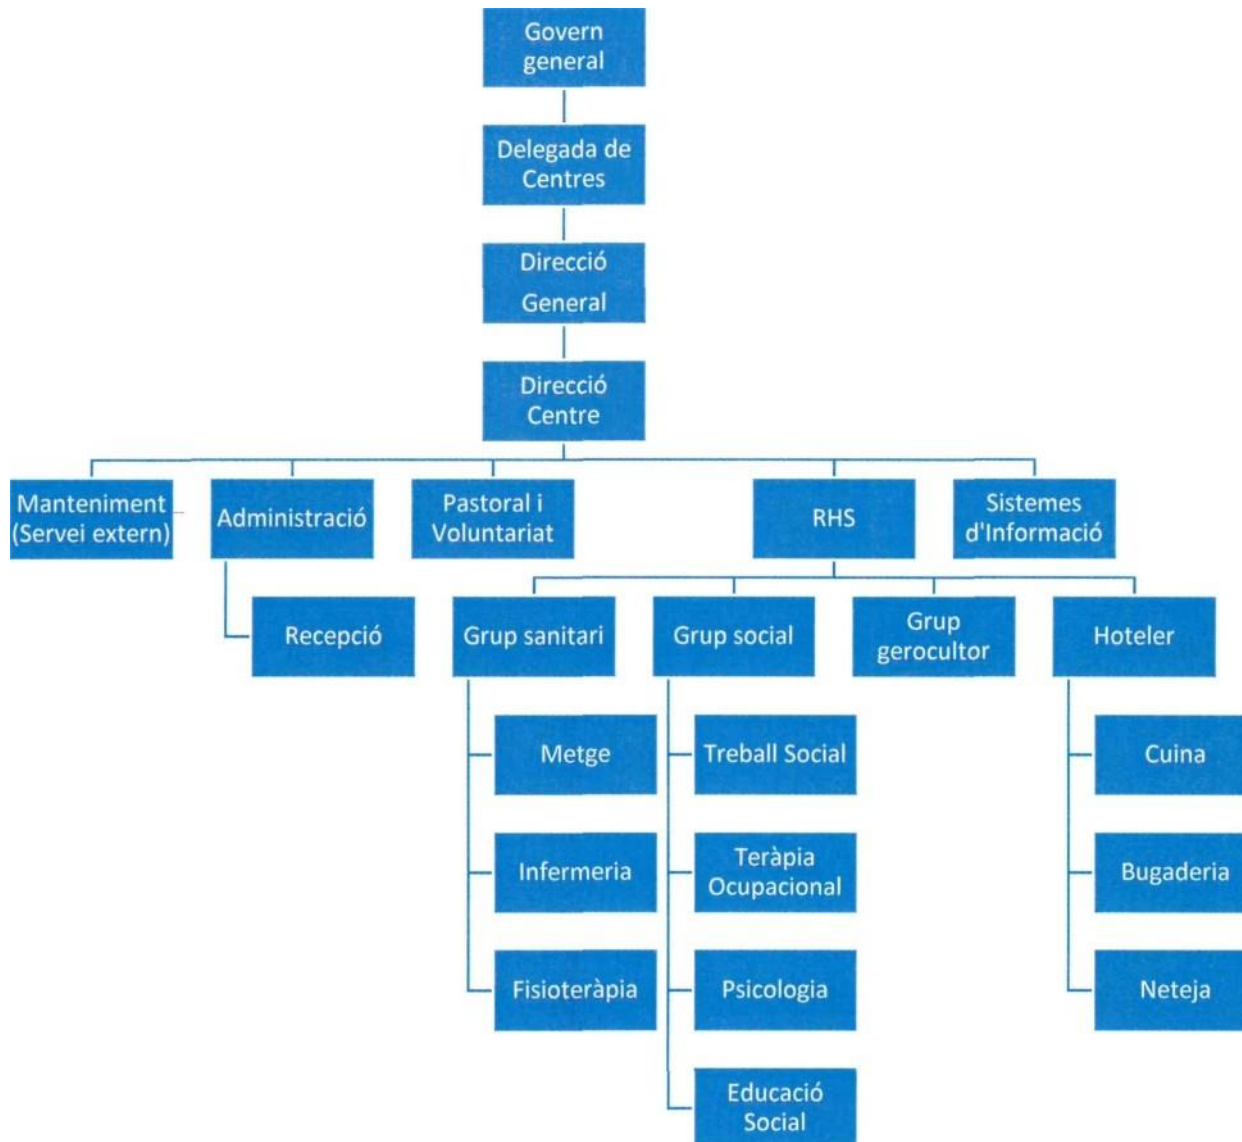 Govern
general
Delegada de
Centres
Direcció
General
Direcció
Centre
Manteniment
(Servei extern)
Administració
Pastoral i
Voluntariat
RHS
Sistemes
d'Informació
Recepció
Grup sanitari
Grup social
Grup
gerocultor
Hoteler
Metge
Treball Social
Cuina
Infermeria
Teràpia
Ocupacional
Bugaderia
Fisioteràpia
Psicologia
Neteja
Educació
Social